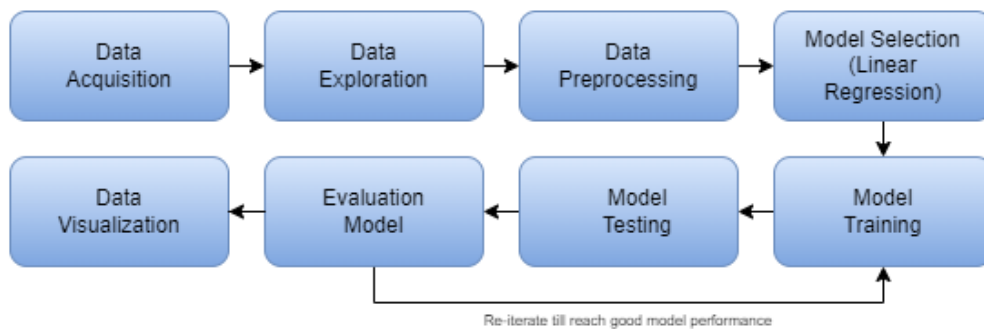 Data
Acquisition
Data
Exploration
Data
Preprocessing
Model Selection
(Linear
Regression)
Data
Visualization
Evaluation
Model
Model
Testing
Model
Training
Re-iterate till reach good model performance